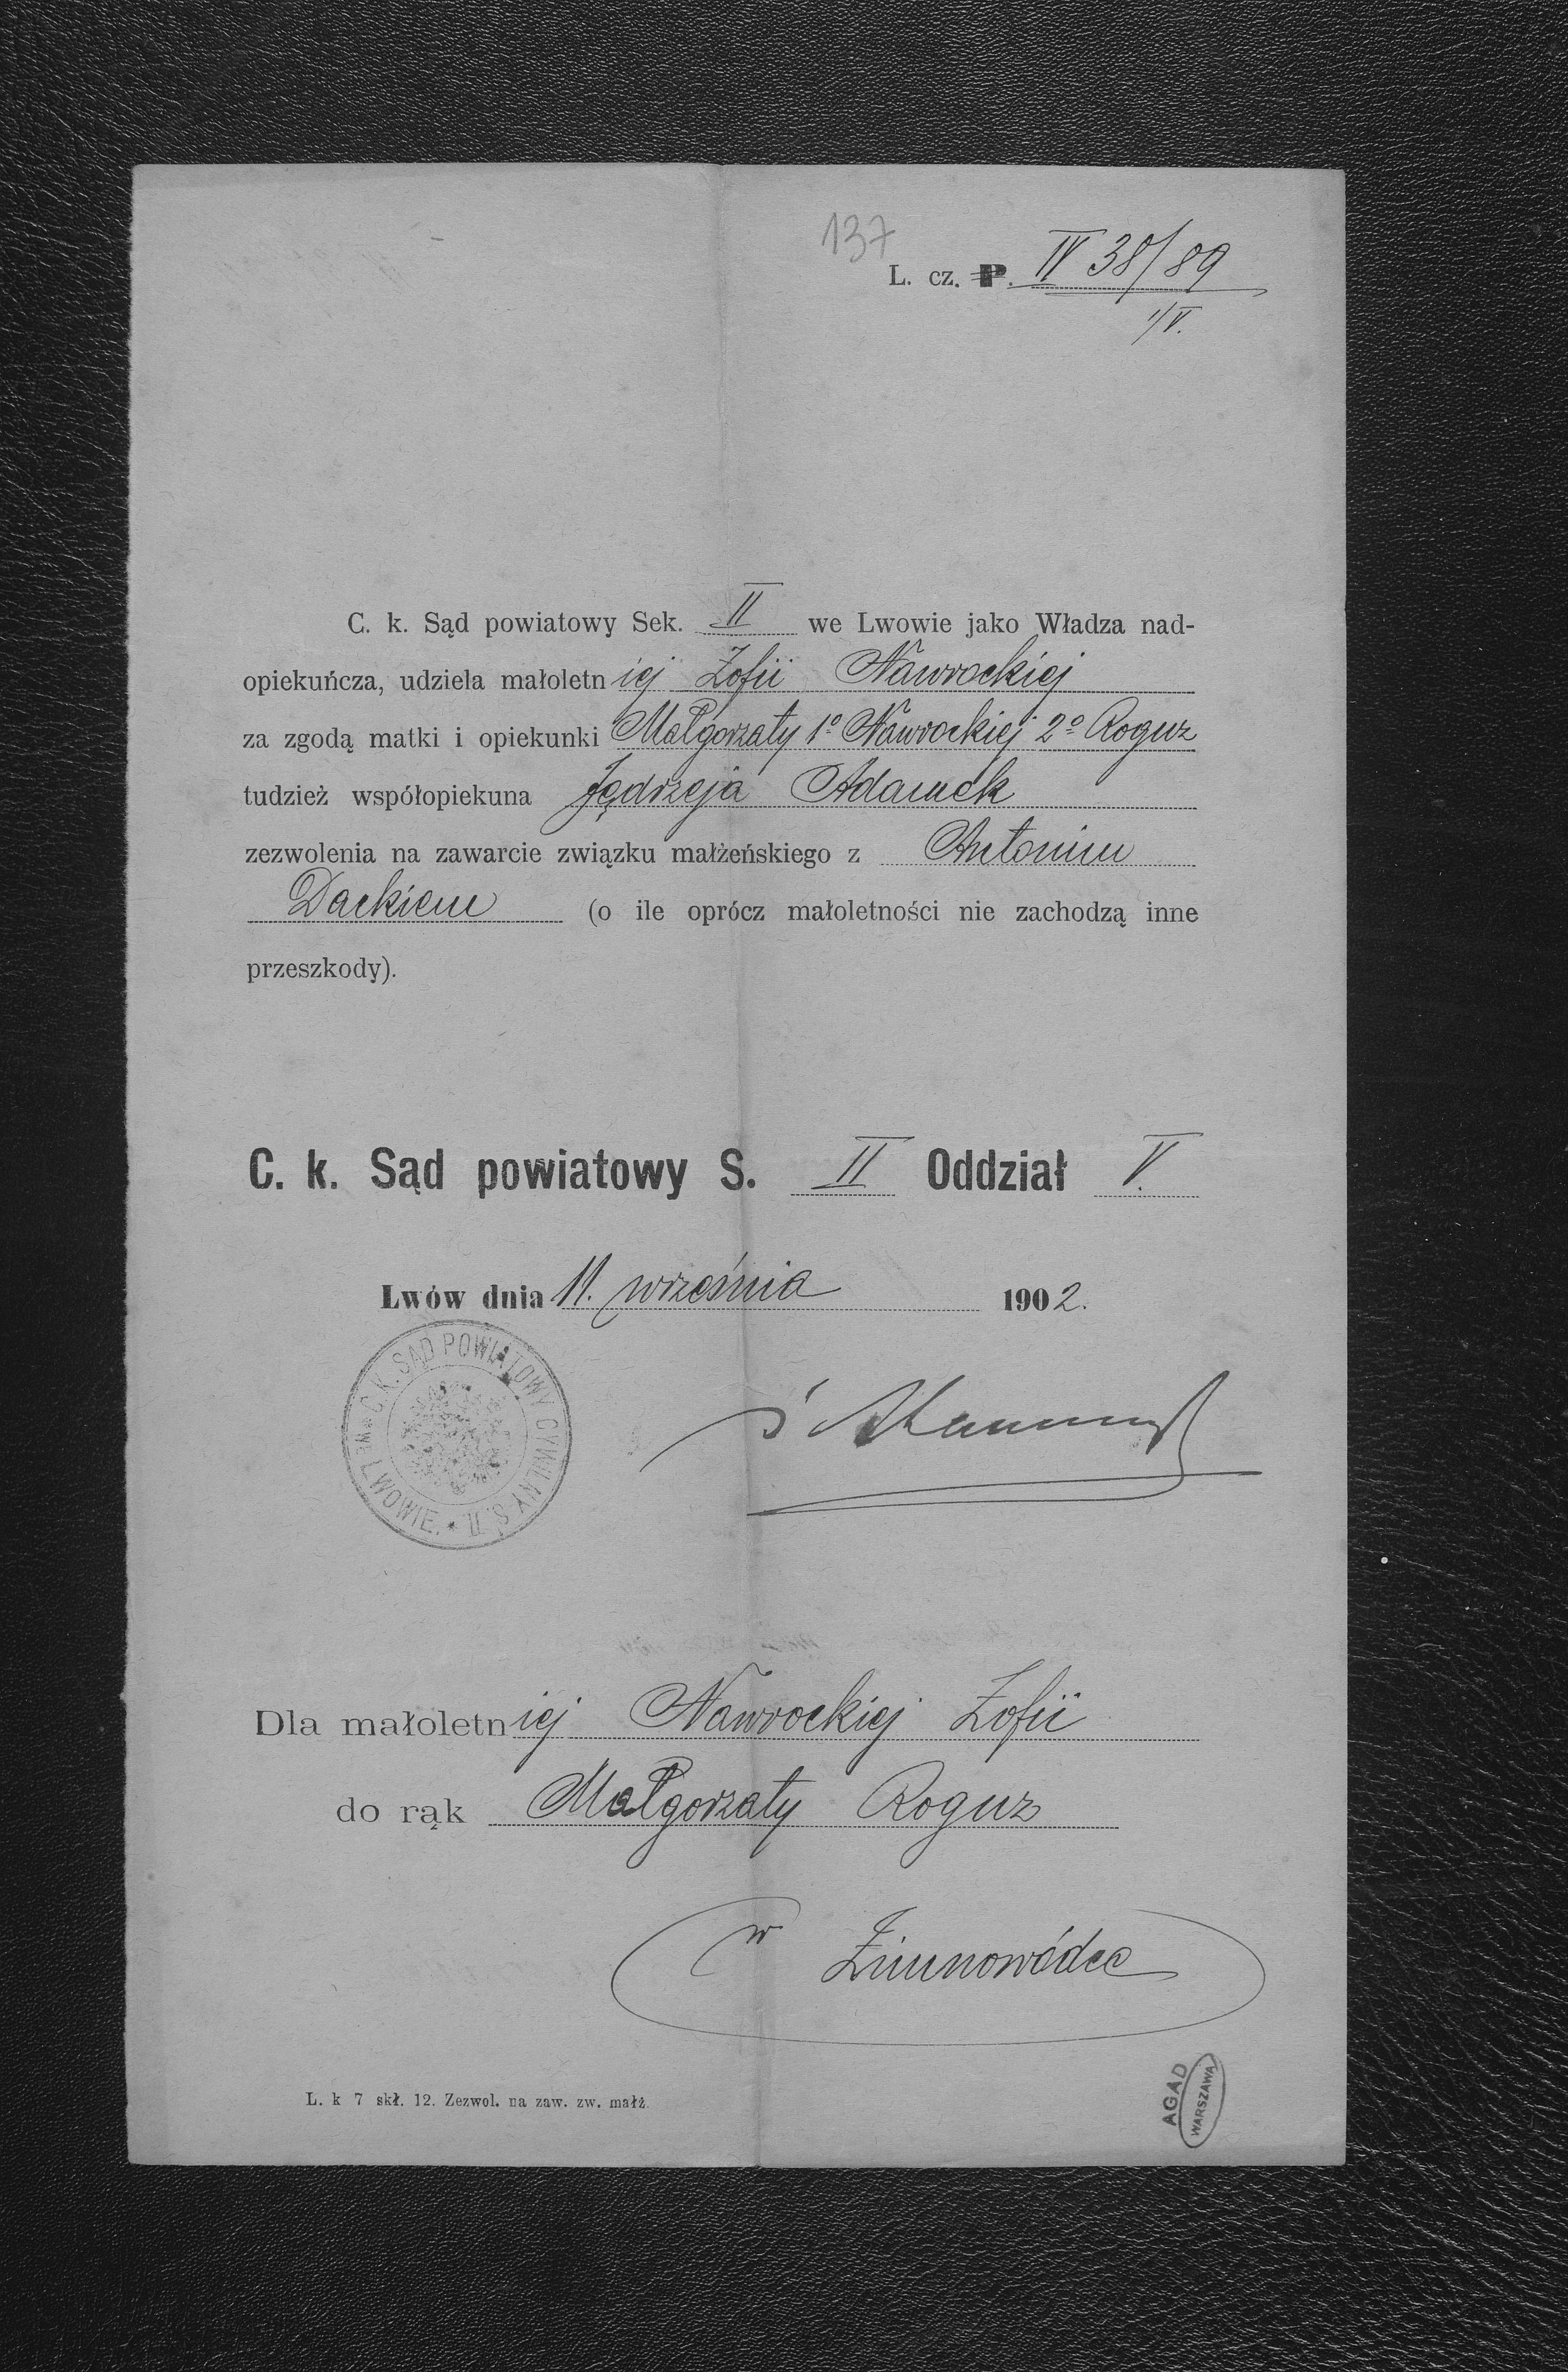 137
L. cz. P. IV 38/89
1/V.
C. k. Sąd powiatowy Sek. II we Lwowie jako Władza nad-
opiekuńcza, udziela małoletniej Zofii Nawrockiej
za zgodą matki i opiekunki Małgorzaty 1º Nawrockiej 2º Roguz
tudzież współopiekuna Jędrzeja Adamek
zezwolenia na zawarcie związku małżeńskiego z Antonim
Dackiem (o ile oprócz małoletności nie zachodzą inne
przeszkody).
C. k. Sąd powiatowy S. II Oddział V.
Lwów dnia 11. września 1902.
C. K. SĄD POWIATOWY CYWILNY S. II. * WE LWOWIE. *
Dla małoletniej Nawrockiej Zofii
do rąk Małgorzaty Roguz
w Zimnowódce
L. k 7 skł. 12. Zezwol. na zaw. zw. małż.
AGAD
WARSZAWA